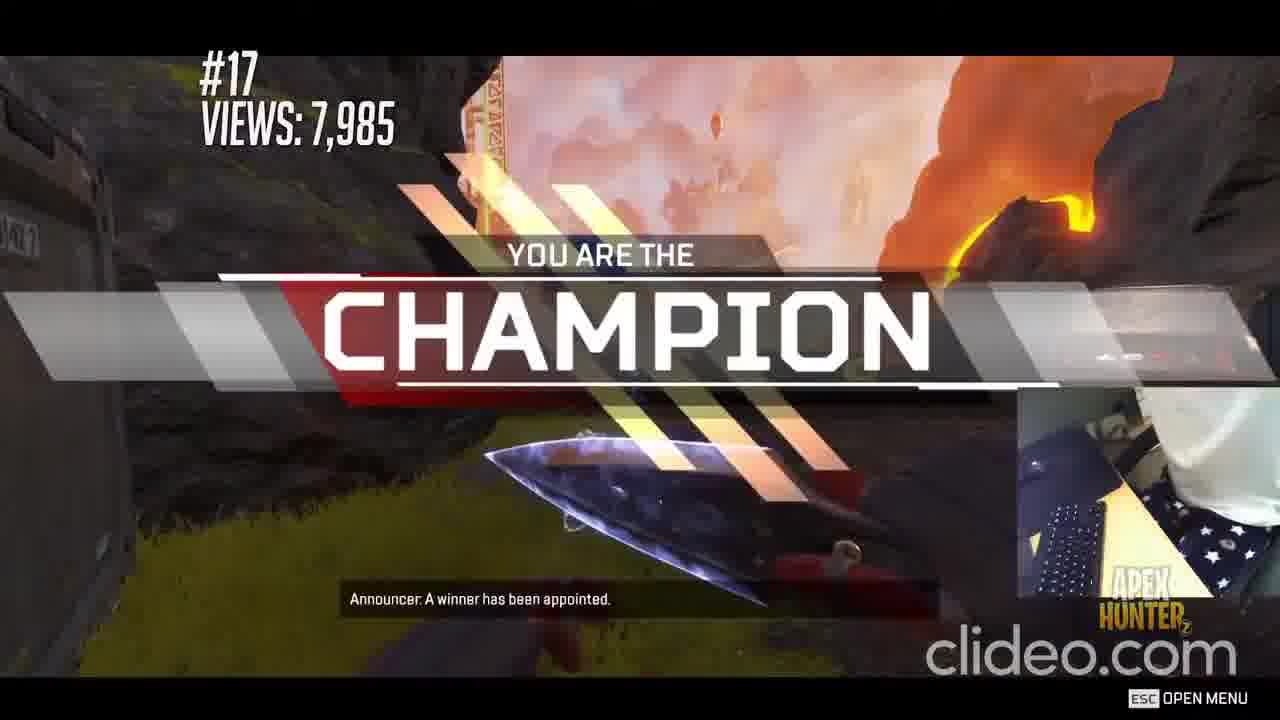 #17
VIEWS: 7,985
YOU ARE THE
CHAMPION
Announcer: A winner has been appointed.
APEX
HUNTERZ
clideo.com
ESC OPEN MENU